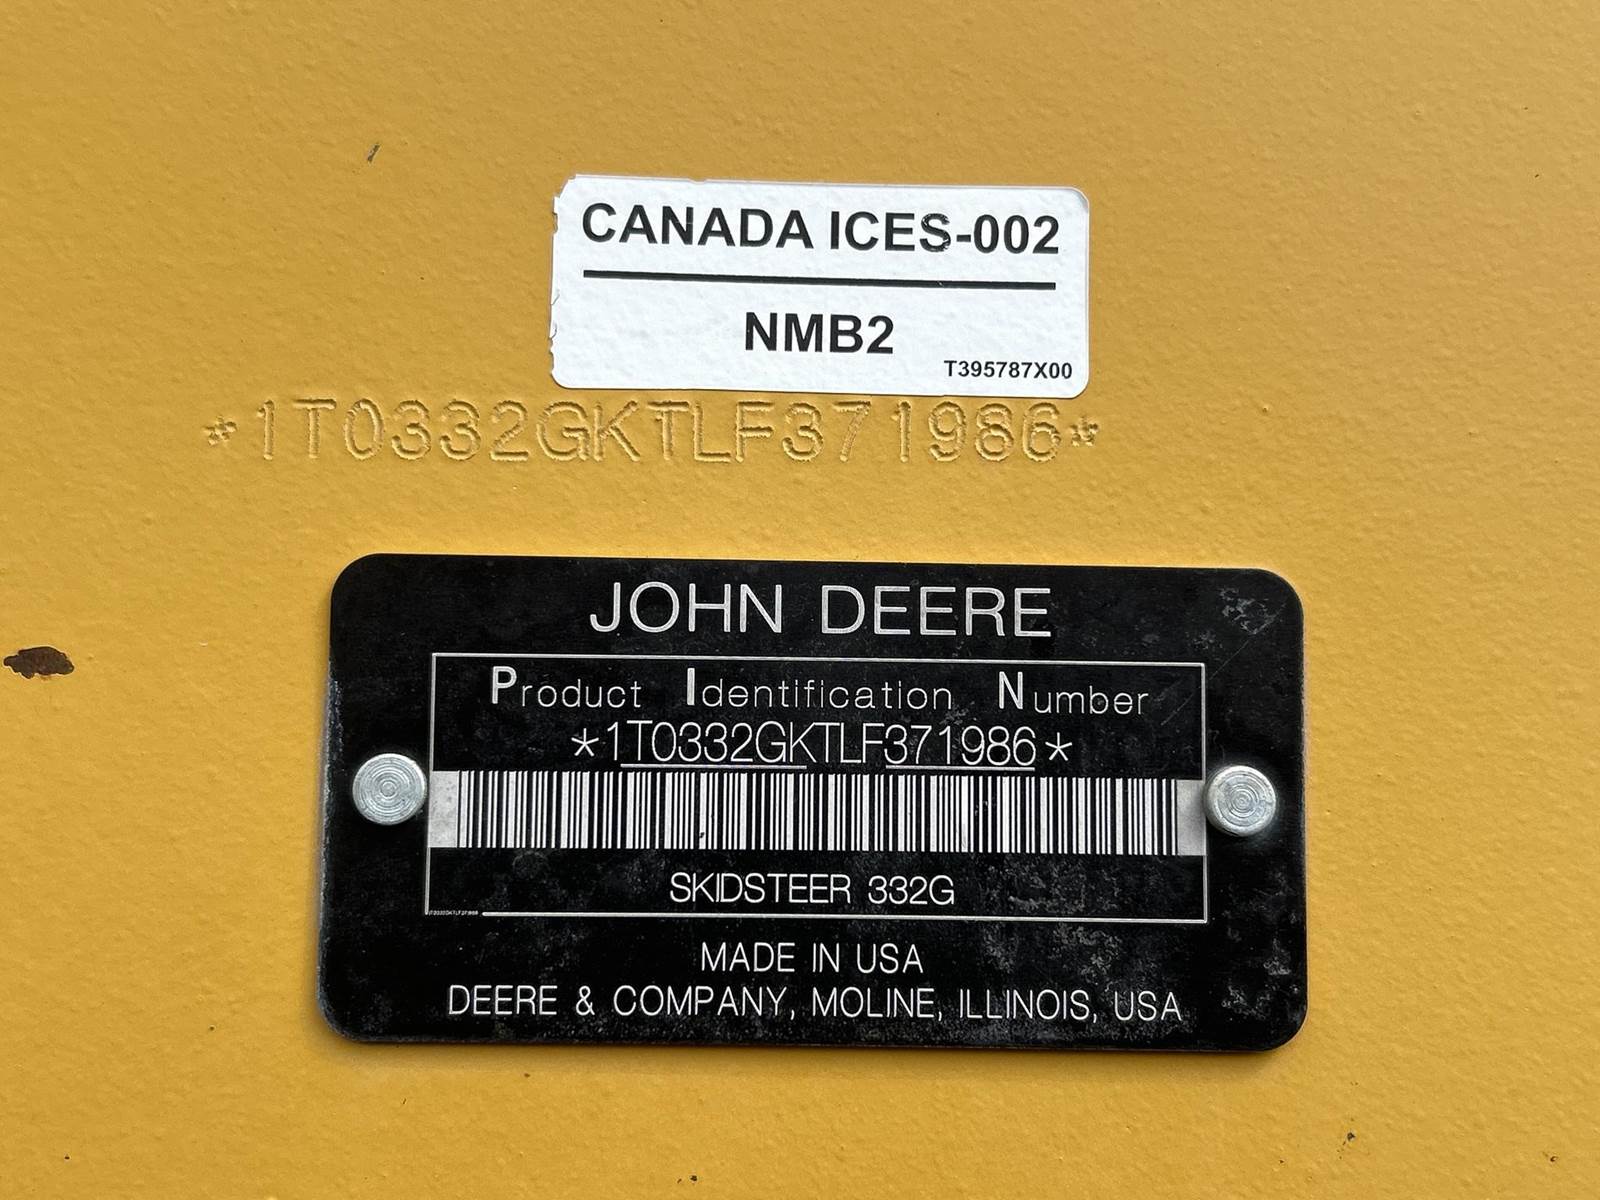 CANADA ICES-002
NMB2
T395787X00
*1T0332GKTLF371986*
JOHN DEERE
Product Identification Number
*1T0332GKTLF371986*
SKIDSTEER 332G
1T0332GKTLF371986
MADE IN USA
DEERE & COMPANY, MOLINE, ILLINOIS, USA